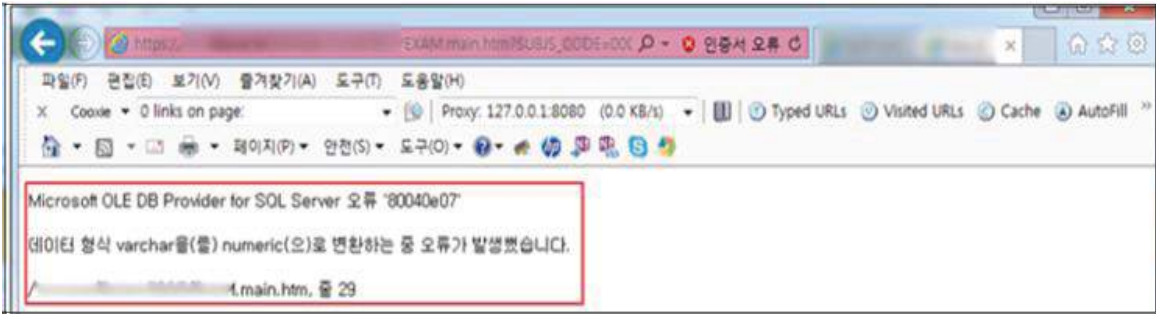 https:// EXAM.main.htm?SUBJS_CODE=00( 인증서 오류
파일(F) 편집(E) 보기(V) 즐겨찾기(A) 도구(T) 도움말(H)
X Cookie 0 links on page: Proxy: 127.0.0.1:8080 (0.0 KB/s) Typed URLs Visited URLs Cache AutoFill »
페이지(P) 안전(S) 도구(O)
Microsoft OLE DB Provider for SQL Server 오류 '80040e07'
데이터 형식 varchar을(를) numeric(으)로 변환하는 중 오류가 발생했습니다.
/ .main.htm, 줄 29